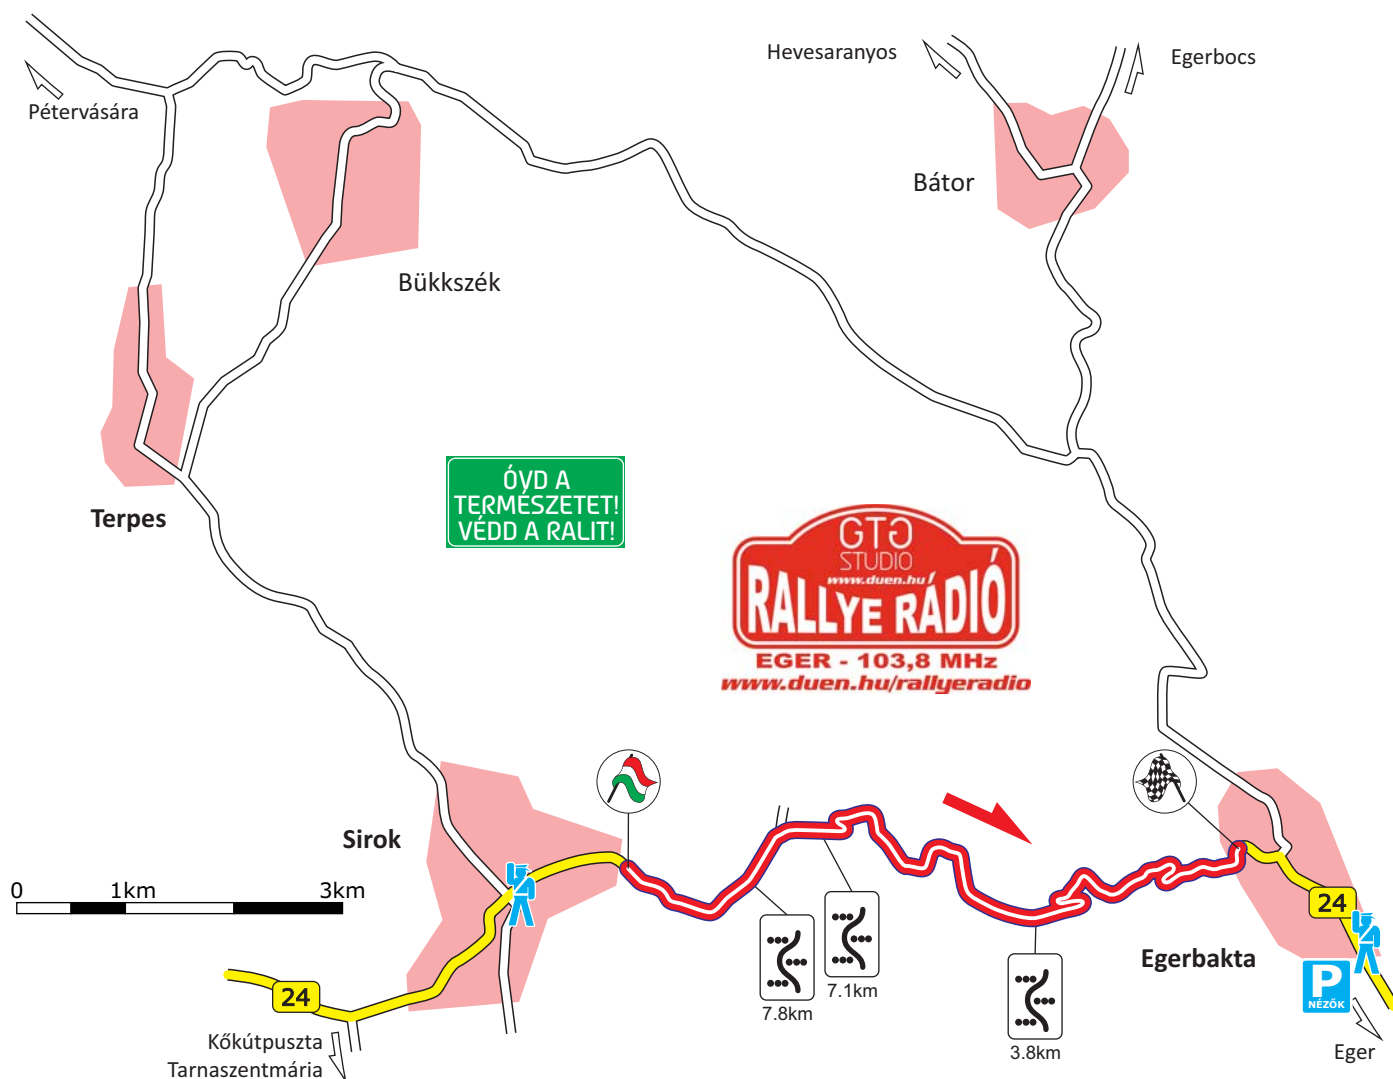 Hevesaranyos
Egerbocs
Pétervására
Bátor
Bükkszék
ÓVD A
TERMÉSZETET!
VÉDD A RALIT!
Terpes
GTG
STUDIO
www.duen.hu/
RALLYE RÁDIÓ
EGER - 103,8 MHz
www.duen.hu/rallyeradio
Sirok
0 1km 3km
24
Egerbakta
7.1km
7.8km
P
NÉZŐK
24
3.8km
Eger
Kőkútpuszta
Tarnaszentmária